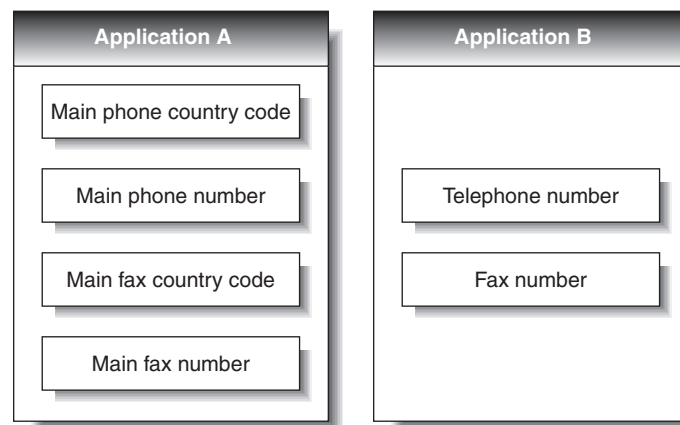 Application A
Main phone country code
Main phone number
Main fax country code
Main fax number
Application B
Telephone number
Fax number